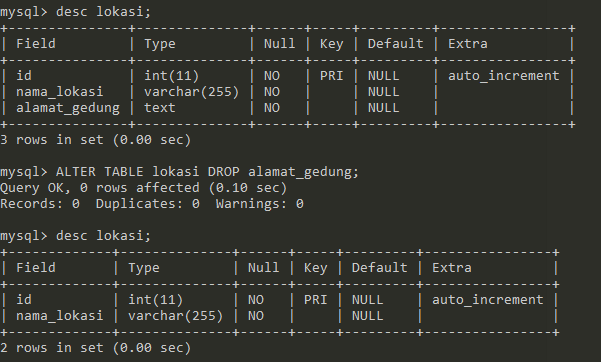 mysql> desc lokasi;
+---------------+--------------+------+-----+---------+----------------+
| Field         | Type         | Null | Key | Default | Extra          |
+---------------+--------------+------+-----+---------+----------------+
| id            | int(11)      | NO   | PRI | NULL    | auto_increment |
| nama_lokasi   | varchar(255) | NO   |     | NULL    |                |
| alamat_gedung | text         | NO   |     | NULL    |                |
+---------------+--------------+------+-----+---------+----------------+
3 rows in set (0.00 sec)

mysql> ALTER TABLE lokasi DROP alamat_gedung;
Query OK, 0 rows affected (0.10 sec)
Records: 0  Duplicates: 0  Warnings: 0

mysql> desc lokasi;
+-------------+--------------+------+-----+---------+----------------+
| Field       | Type         | Null | Key | Default | Extra          |
+-------------+--------------+------+-----+---------+----------------+
| id          | int(11)      | NO   | PRI | NULL    | auto_increment |
| nama_lokasi | varchar(255) | NO   |     | NULL    |                |
+-------------+--------------+------+-----+---------+----------------+
2 rows in set (0.00 sec)